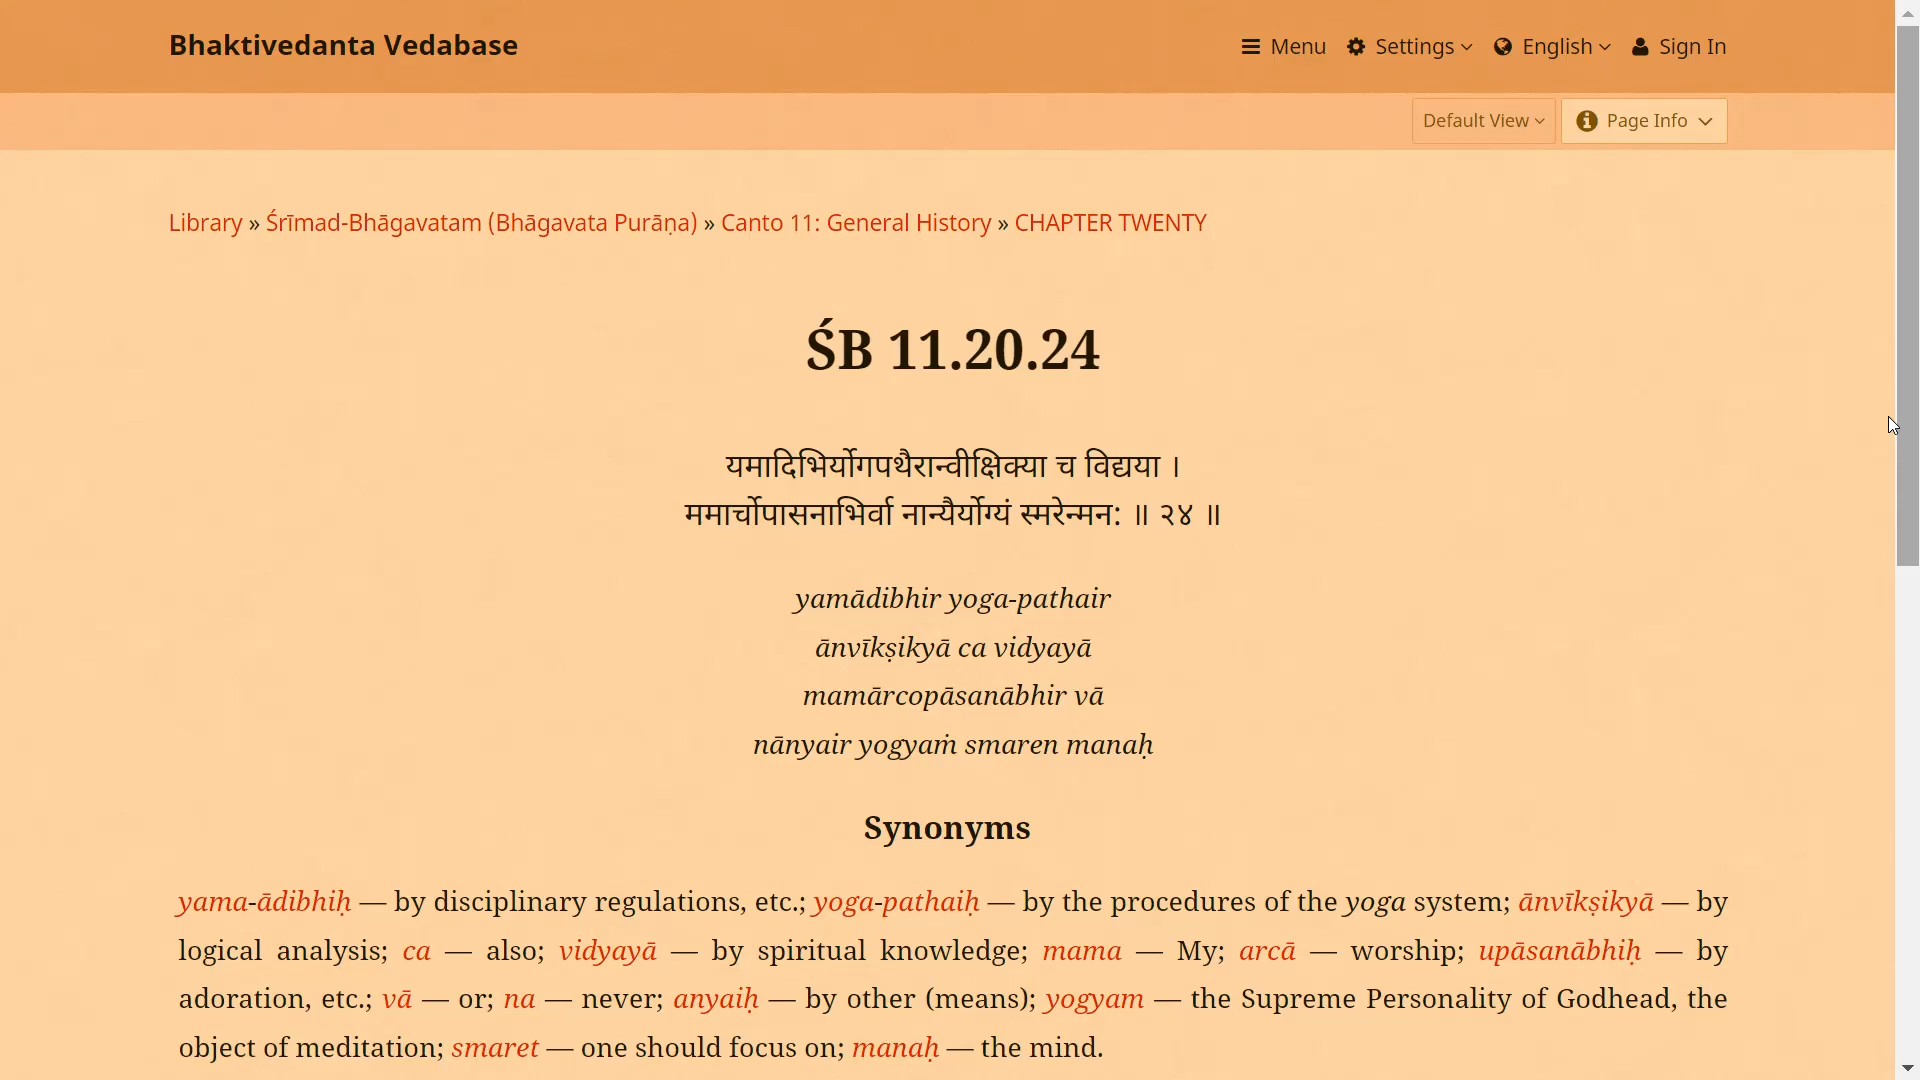 Bhaktivedanta Vedabase
Menu Settings English Sign In
Default View Page Info
Library » Śrīmad-Bhāgavatam (Bhāgavata Purāṇa) » Canto 11: General History » CHAPTER TWENTY
ŚB 11.20.24
यमादिभिर्योगपथैरान्वीक्षिक्या च विद्यया ।
ममार्चोपासनाभिर्वा नान्यैर्योग्यं स्मरेन्मन: ॥ २४ ॥
yamādibhir yoga-pathair
ānvīkṣikyā ca vidyayā
mamārcopāsanābhir vā
nānyair yogyaṁ smaren manaḥ
Synonyms
yama-ādibhiḥ — by disciplinary regulations, etc.; yoga-pathaiḥ — by the procedures of the yoga system; ānvīkṣikyā — by
logical analysis; ca — also; vidyayā — by spiritual knowledge; mama — My; arcā — worship; upāsanābhiḥ — by
adoration, etc.; vā — or; na — never; anyaiḥ — by other (means); yogyam — the Supreme Personality of Godhead, the
object of meditation; smaret — one should focus on; manaḥ — the mind.